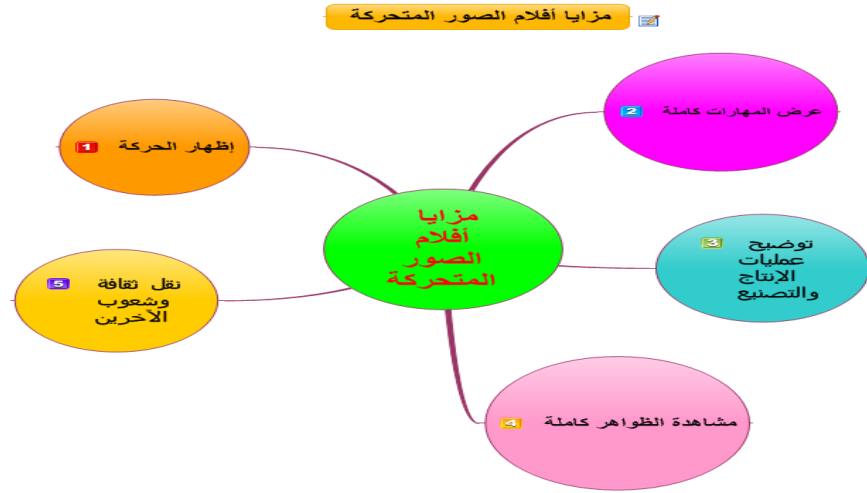 مزايا أفلام الصور المتحركة
مزايا
أفلام
الصور
المتحركة
1 إظهار الحركة
2 عرض المهارات كاملة
3 توضيح
عمليات
الإنتاج
والتصنيع
4 مشاهدة الظواهر كاملة
5 نقل ثقافة
وشعوب
الآخرين